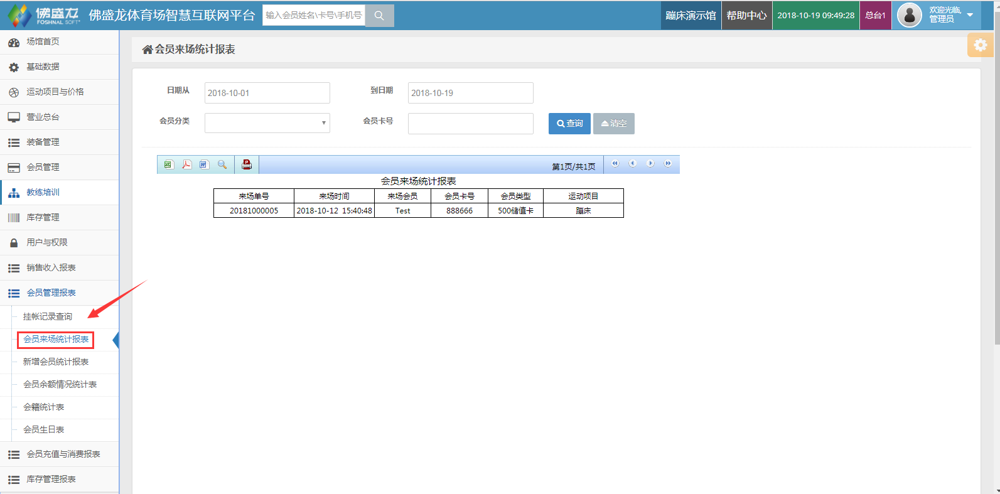 佛盛龙
FOSHNAL SOFT
佛盛龙体育场智慧互联网平台
输入会员姓名\卡号\手机号
蹦床演示馆
帮助中心
2018-10-19 09:49:28
总台1
欢迎光临,
管理员
场馆首页
基础数据
运动项目与价格
营业总台
装备管理
会员管理
教练培训
库存管理
用户与权限
销售收入报表
会员管理报表
挂帐记录查询
会员来场统计报表
新增会员统计报表
会员余额情况统计表
会籍统计表
会员生日表
会员充值与消费报表
库存管理报表
会员来场统计报表
日期从 2018-10-01 到日期 2018-10-19
会员分类 会员卡号 查询 清空
第1页/共1页
会员来场统计报表
来场单号 来场时间 来场会员 会员卡号 会员类型 运动项目
20181000005 2018-10-12 15:40:48 Test 888666 500储值卡 蹦床